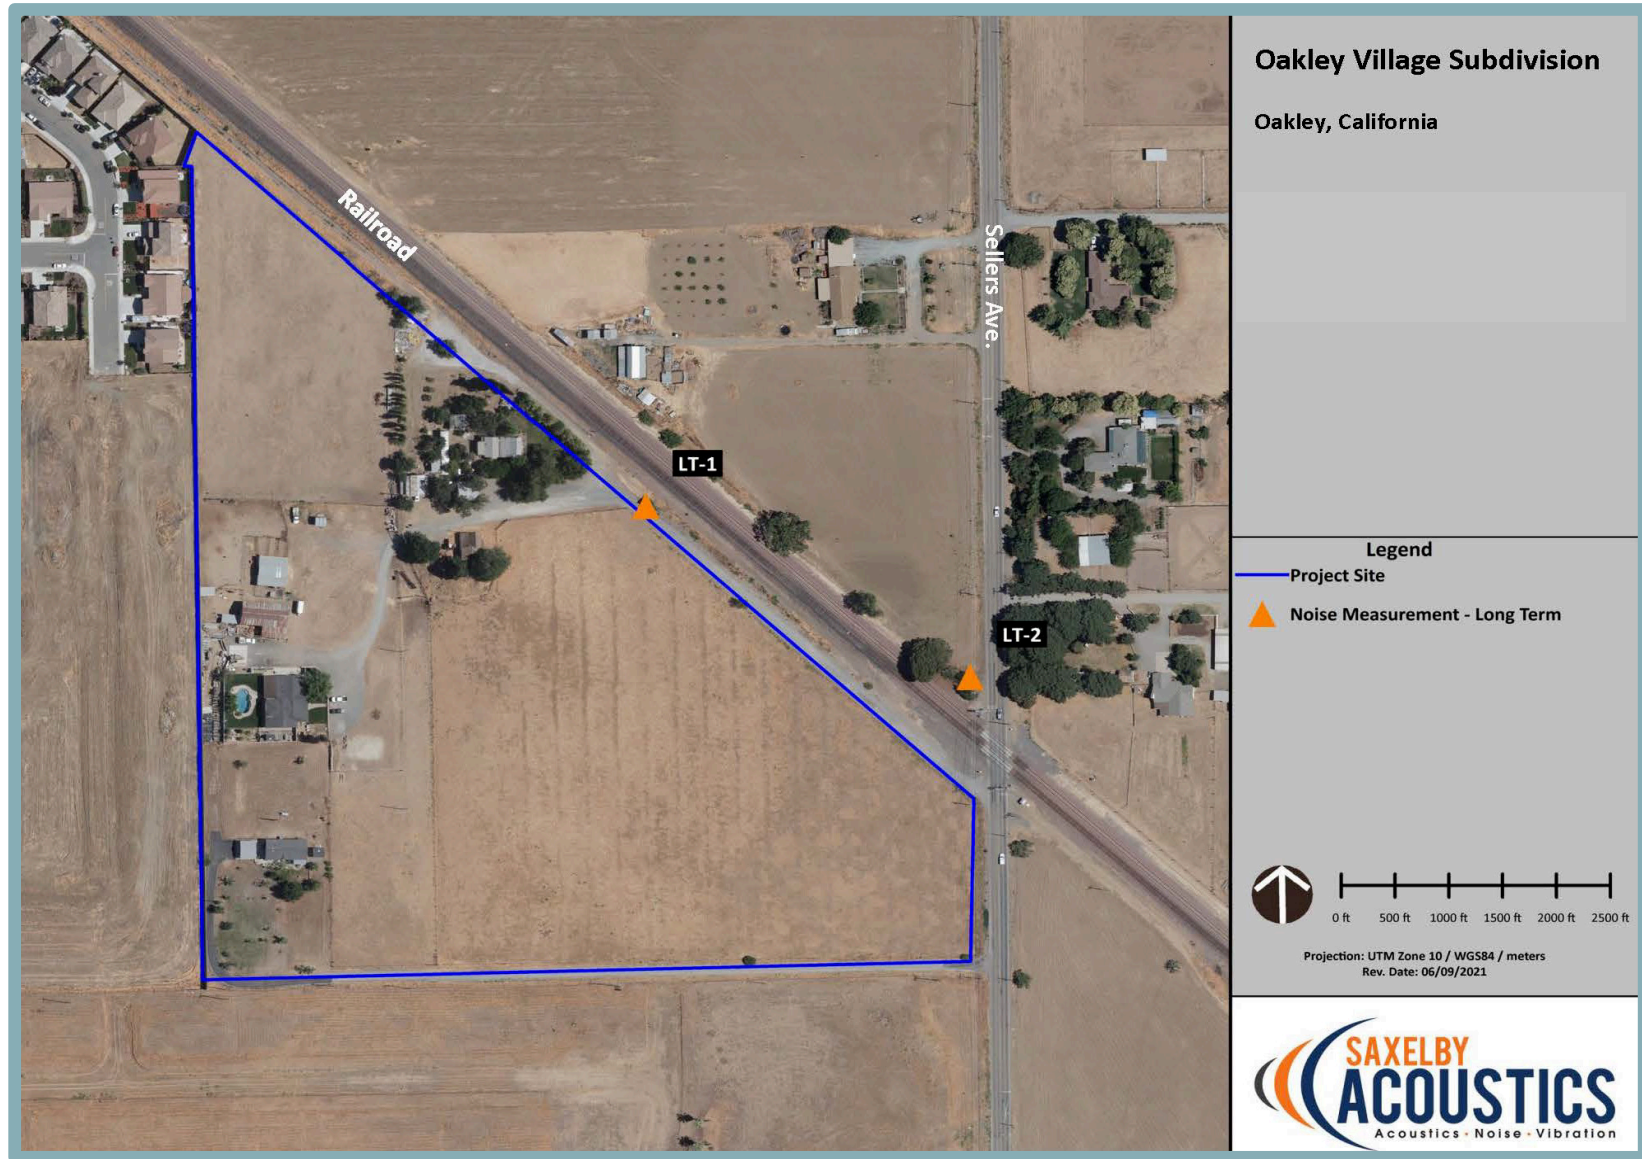 Oakley Village Subdivision
Oakley, California
Railroad
Sellers Ave.
LT-1
LT-2
Legend
Project Site
Noise Measurement - Long Term
0 ft 500 ft 1000 ft 1500 ft 2000 ft 2500 ft
Projection: UTM Zone 10 / WGS84 / meters
Rev. Date: 06/09/2021
SAXELBY
ACOUSTICS
Acoustics · Noise · Vibration